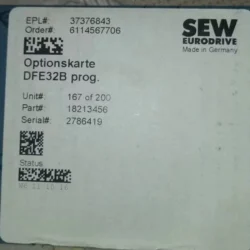 EPL#: 37376843
Order#: 6114567706
SEW
EURODRIVE
Made in Germany
Optionskarte
DFE32B prog.
Unit#: 167 of 200
Part#: 18213456
Serial#: 2786419
Status